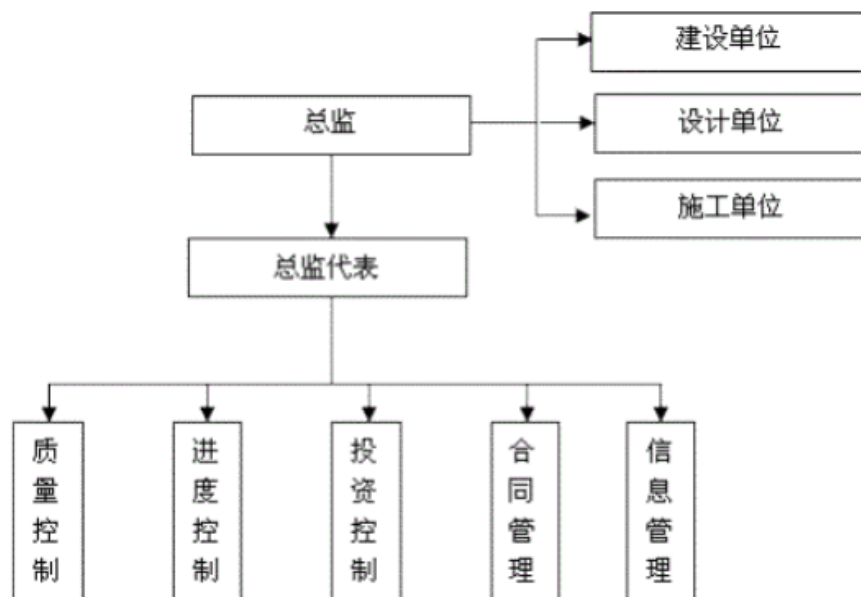 建设单位
总监
设计单位
施工单位
总监代表
质量控制
进度控制
投资控制
合同管理
信息管理